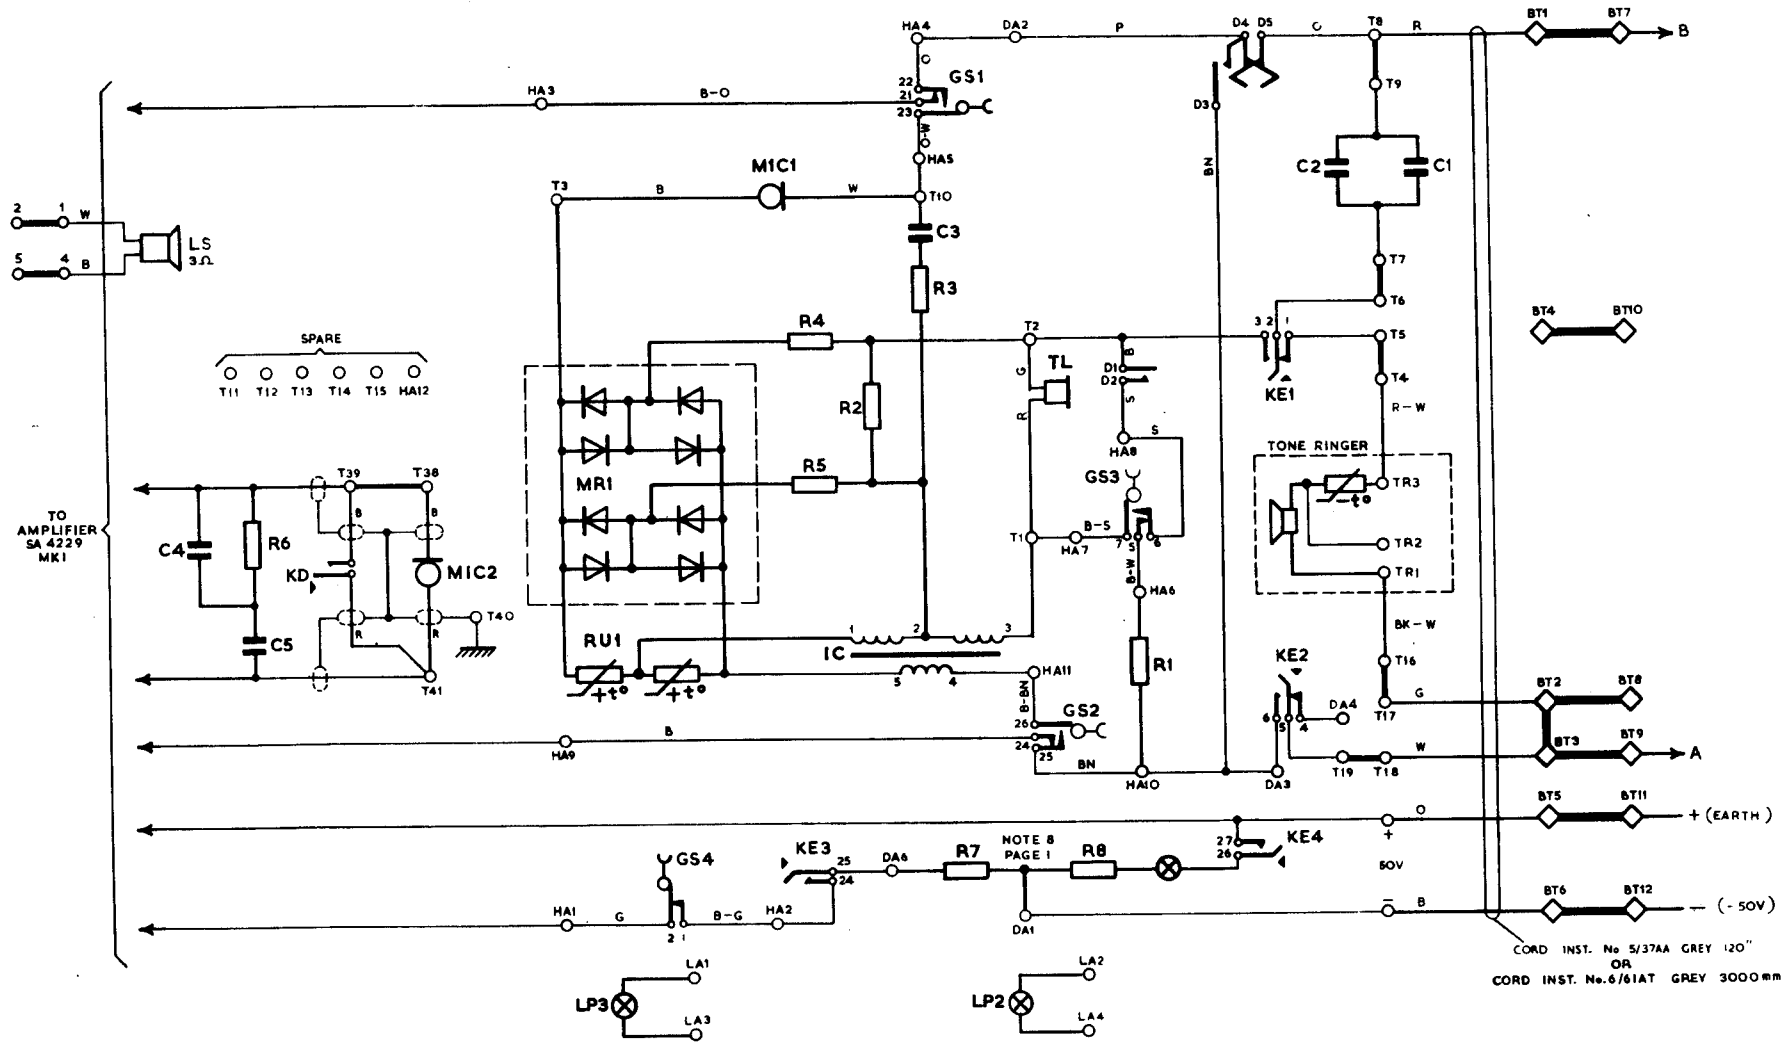 HA4 DA2 P D4 D5 O T8 R BT1 BT7 B
O
22 GS1
21
23
T9
HA3 B-O
D3
O-W
HA5
BN
C2 C1
MIC1
T3 B W T10
2 1 W
LS
3Ω
5 4 B
C3
R3
T7
T6
R4
T2
3 2 1
T5
BT4 BT10
SPARE
T11 T12 T13 T14 T15 HA12
G TL
B
D1
D2
S
KE1
T4
R-W
R2
R
HA8 S
TONE RINGER
MR1
R5
GS3
-t°
TR3
T39 T38
TO
AMPLIFIER
SA 4229
MK1
C4 R6
B B
KD
MIC2
T1 B-S
HA7
7 5 6
B-W
HA6
TR2
TR1
R R
T40
C5
T41
RU1
+t° +t°
1 2 3
IC
5 4
HA11
R1
BK-W
T16
KE2
B-BN
26 GS2
24 25
6 5 4
DA4
T17 G BT2 BT8
B
HA9
BN
HA10
DA3
T19 T18 W BT3 BT9 A
BT5 BT11
O
+
+ (EARTH)
27
26
KE4
50V
GS4
KE3
25
24
DA6 R7
NOTE 8
PAGE 1
R8
HA1 G 2 1 B-G HA2
DA1
– B BT6 BT12 – (-50V)
CORD INST. No 5/37AA GREY 120"
OR
CORD INST. No.6/61AT GREY 3000mm
LA1
LP3
LA3
LA2
LP2
LA4